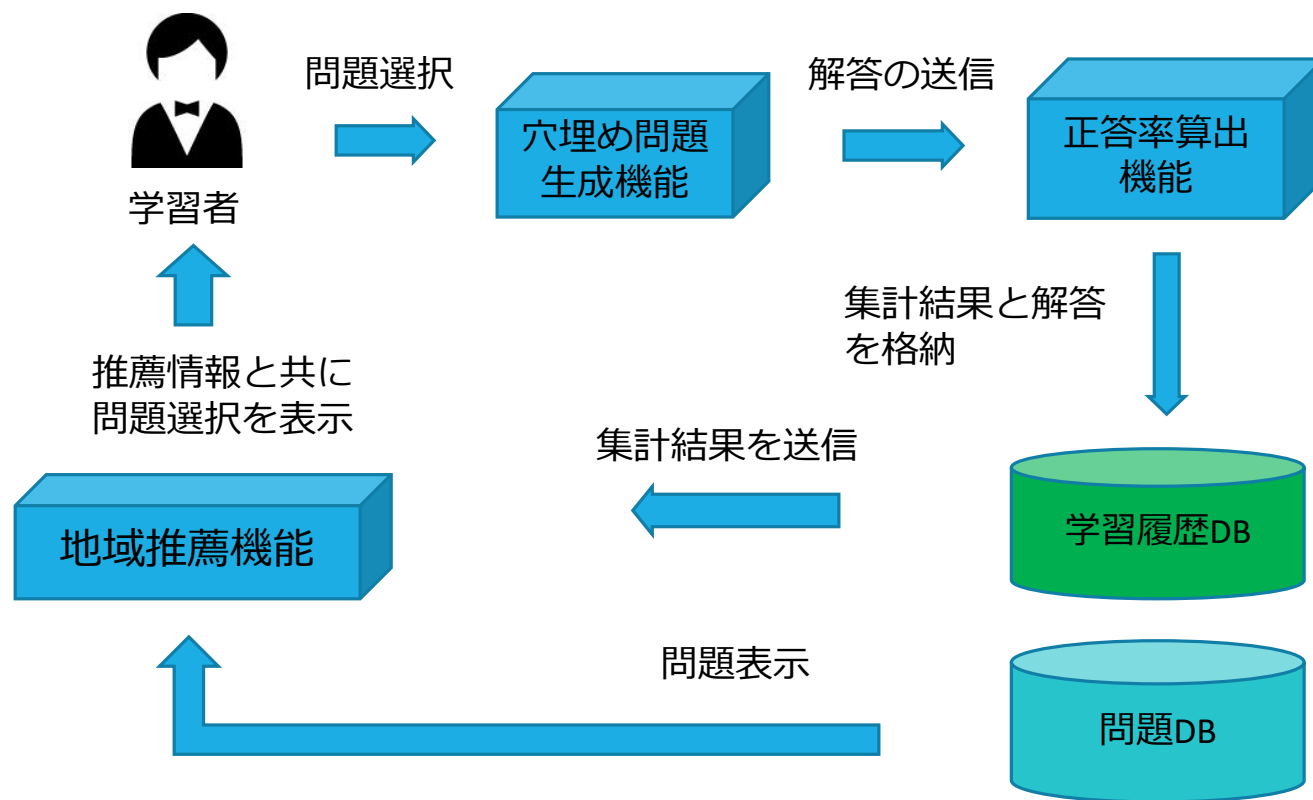 問題選択
解答の送信
穴埋め問題
生成機能
正答率算出
機能
学習者
集計結果と解答
を格納
推薦情報と共に
問題選択を表示
集計結果を送信
地域推薦機能
学習履歴DB
問題表示
問題DB